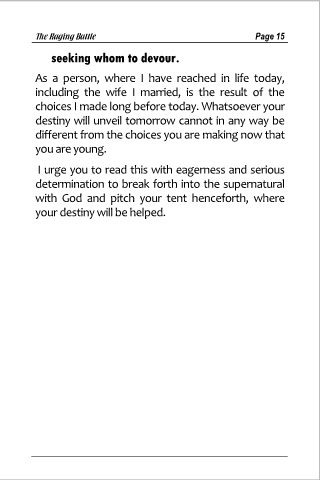 The Raging Battle Page 15
seeking whom to devour.
As a person, where I have reached in life today,
including the wife I married, is the result of the
choices I made long before today. Whatsoever your
destiny will unveil tomorrow cannot in any way be
different from the choices you are making now that
you are young.
I urge you to read this with eagerness and serious
determination to break forth into the supernatural
with God and pitch your tent henceforth, where
your destiny will be helped.